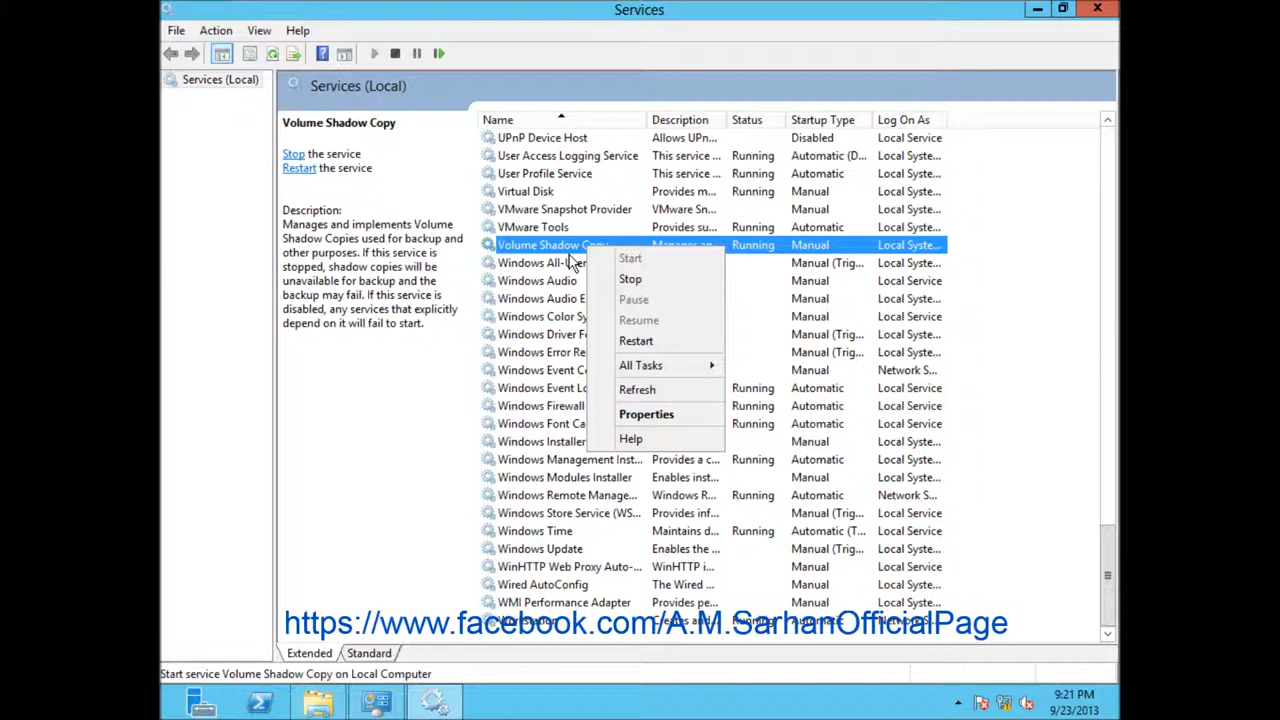 Services
File Action View Help
Services (Local)
Services (Local)
Volume Shadow Copy
Stop the service
Restart the service
Description:
Manages and implements Volume
Shadow Copies used for backup and
other purposes. If this service is
stopped, shadow copies will be
unavailable for backup and the
backup may fail. If this service is
disabled, any services that explicitly
depend on it will fail to start.
Name Description Status Startup Type Log On As
UPnP Device Host Allows UPn... Disabled Local Service
User Access Logging Service This service ... Running Automatic (D... Local Syste...
User Profile Service This service ... Running Automatic Local Syste...
Virtual Disk Provides m... Running Manual Local Syste...
VMware Snapshot Provider VMware Sn... Manual Local Syste...
VMware Tools Provides su... Running Automatic Local Syste...
Volume Shadow Copy Manages an... Running Manual Local Syste...
Windows All-User Manual (Trig... Local Syste...
Windows Audio Manual Local Service
Windows Audio E Manual Local Syste...
Windows Color Sy Manual Local Service
Windows Driver Fo Manual (Trig... Local Syste...
Windows Error Re Manual (Trig... Local Syste...
Windows Event Co Manual Network S...
Windows Event Lo Running Automatic Local Service
Windows Firewall Running Automatic Local Service
Windows Font Ca Running Automatic Local Service
Windows Installer Manual Local Syste...
Windows Management Inst... Provides a c... Running Automatic Local Syste...
Windows Modules Installer Enables inst... Manual Local Syste...
Windows Remote Manage... Windows R... Running Automatic Network S...
Windows Store Service (WS... Provides inf... Manual (Trig... Local Service
Windows Time Maintains d... Running Automatic (T... Local Service
Windows Update Enables the ... Manual (Trig... Local Syste...
WinHTTP Web Proxy Auto-... WinHTTP i... Manual Local Service
Wired AutoConfig The Wired ... Manual Local Syste...
WMI Performance Adapter Provides pe... Manual Local Syste...
Start
Stop
Pause
Resume
Restart
All Tasks
Refresh
Properties
Help
https://www.facebook.com/A.M.SarhanOfficialPage
Extended Standard
Start service Volume Shadow Copy on Local Computer
9:21 PM
9/23/2013